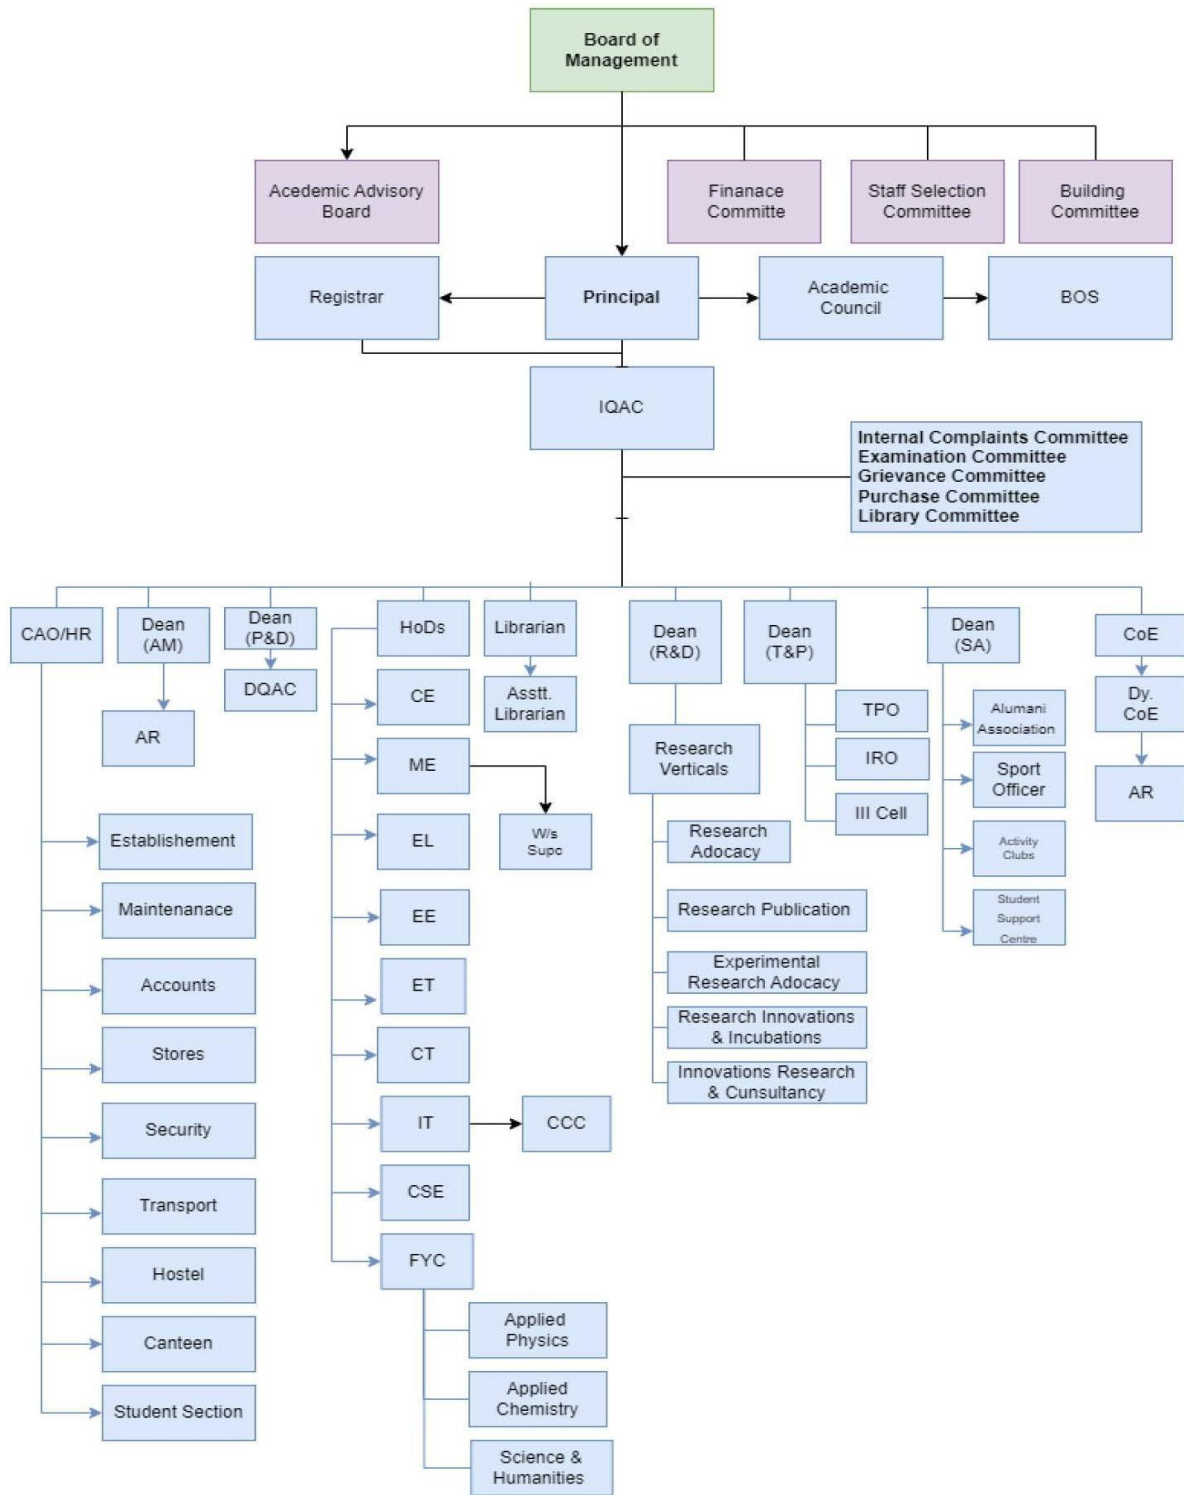 Board of
Management
Acedemic Advisory
Board
Finanace
Committe
Staff Selection
Committee
Building
Committee
Registrar
Principal
Academic
Council
BOS
IQAC
Internal Complaints Committee
Examination Committee
Grievance Committee
Purchase Committee
Library Committee
CAO/HR
Dean
(AM)
AR
Dean
(P&D)
DQAC
HoDs
Librarian
Asstt.
Librarian
Dean
(R&D)
Dean
(T&P)
Dean
(SA)
CoE
Dy.
CoE
AR
Establishement
Maintenanace
Accounts
Stores
Security
Transport
Hostel
Canteen
Student Section
CE
ME
W/s
Supc
EL
EE
ET
CT
IT
CCC
CSE
FYC
Applied
Physics
Applied
Chemistry
Science &
Humanities
Research
Verticals
Research
Adocacy
Research Publication
Experimental
Research Adocacy
Research Innovations
& Incubations
Innovations Research
& Cunsultancy
TPO
IRO
III Cell
Alumani
Association
Sport
Officer
Activity
Clubs
Student
Support
Centre